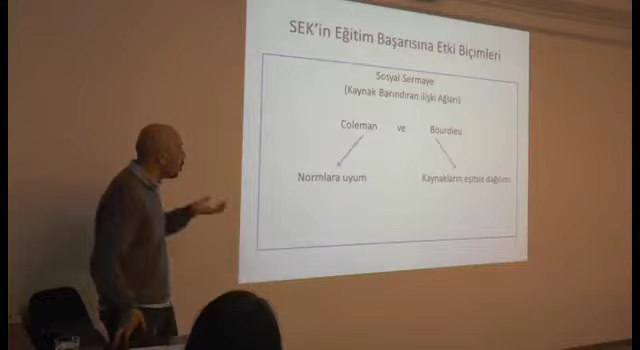 SEK'in Eğitim Başarısına Etki Biçimleri
Sosyal Sermaye
(Kaynak Barındıran İlişki Ağları)
Coleman ve Bourdieu
Normlara uyum Kaynakların eşitsiz dağılımı